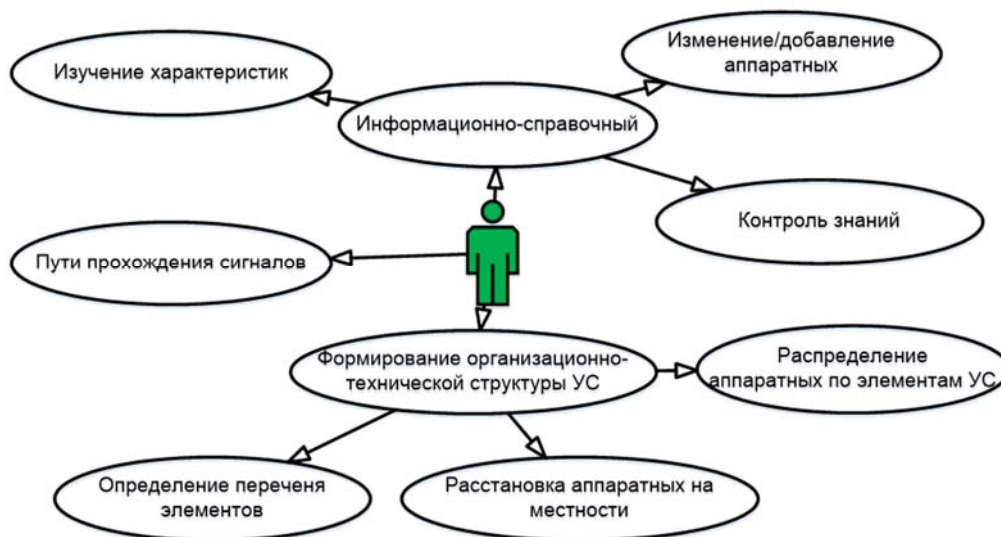 Изменение/добавление
аппаратных
Изучение характеристик
Информационно-справочный
Контроль знаний
Пути прохождения сигналов
Формирование организационно-
технической структуры УС
Распределение
аппаратных по элементам УС
Определение переченя
элементов
Расстановка аппаратных на
местности